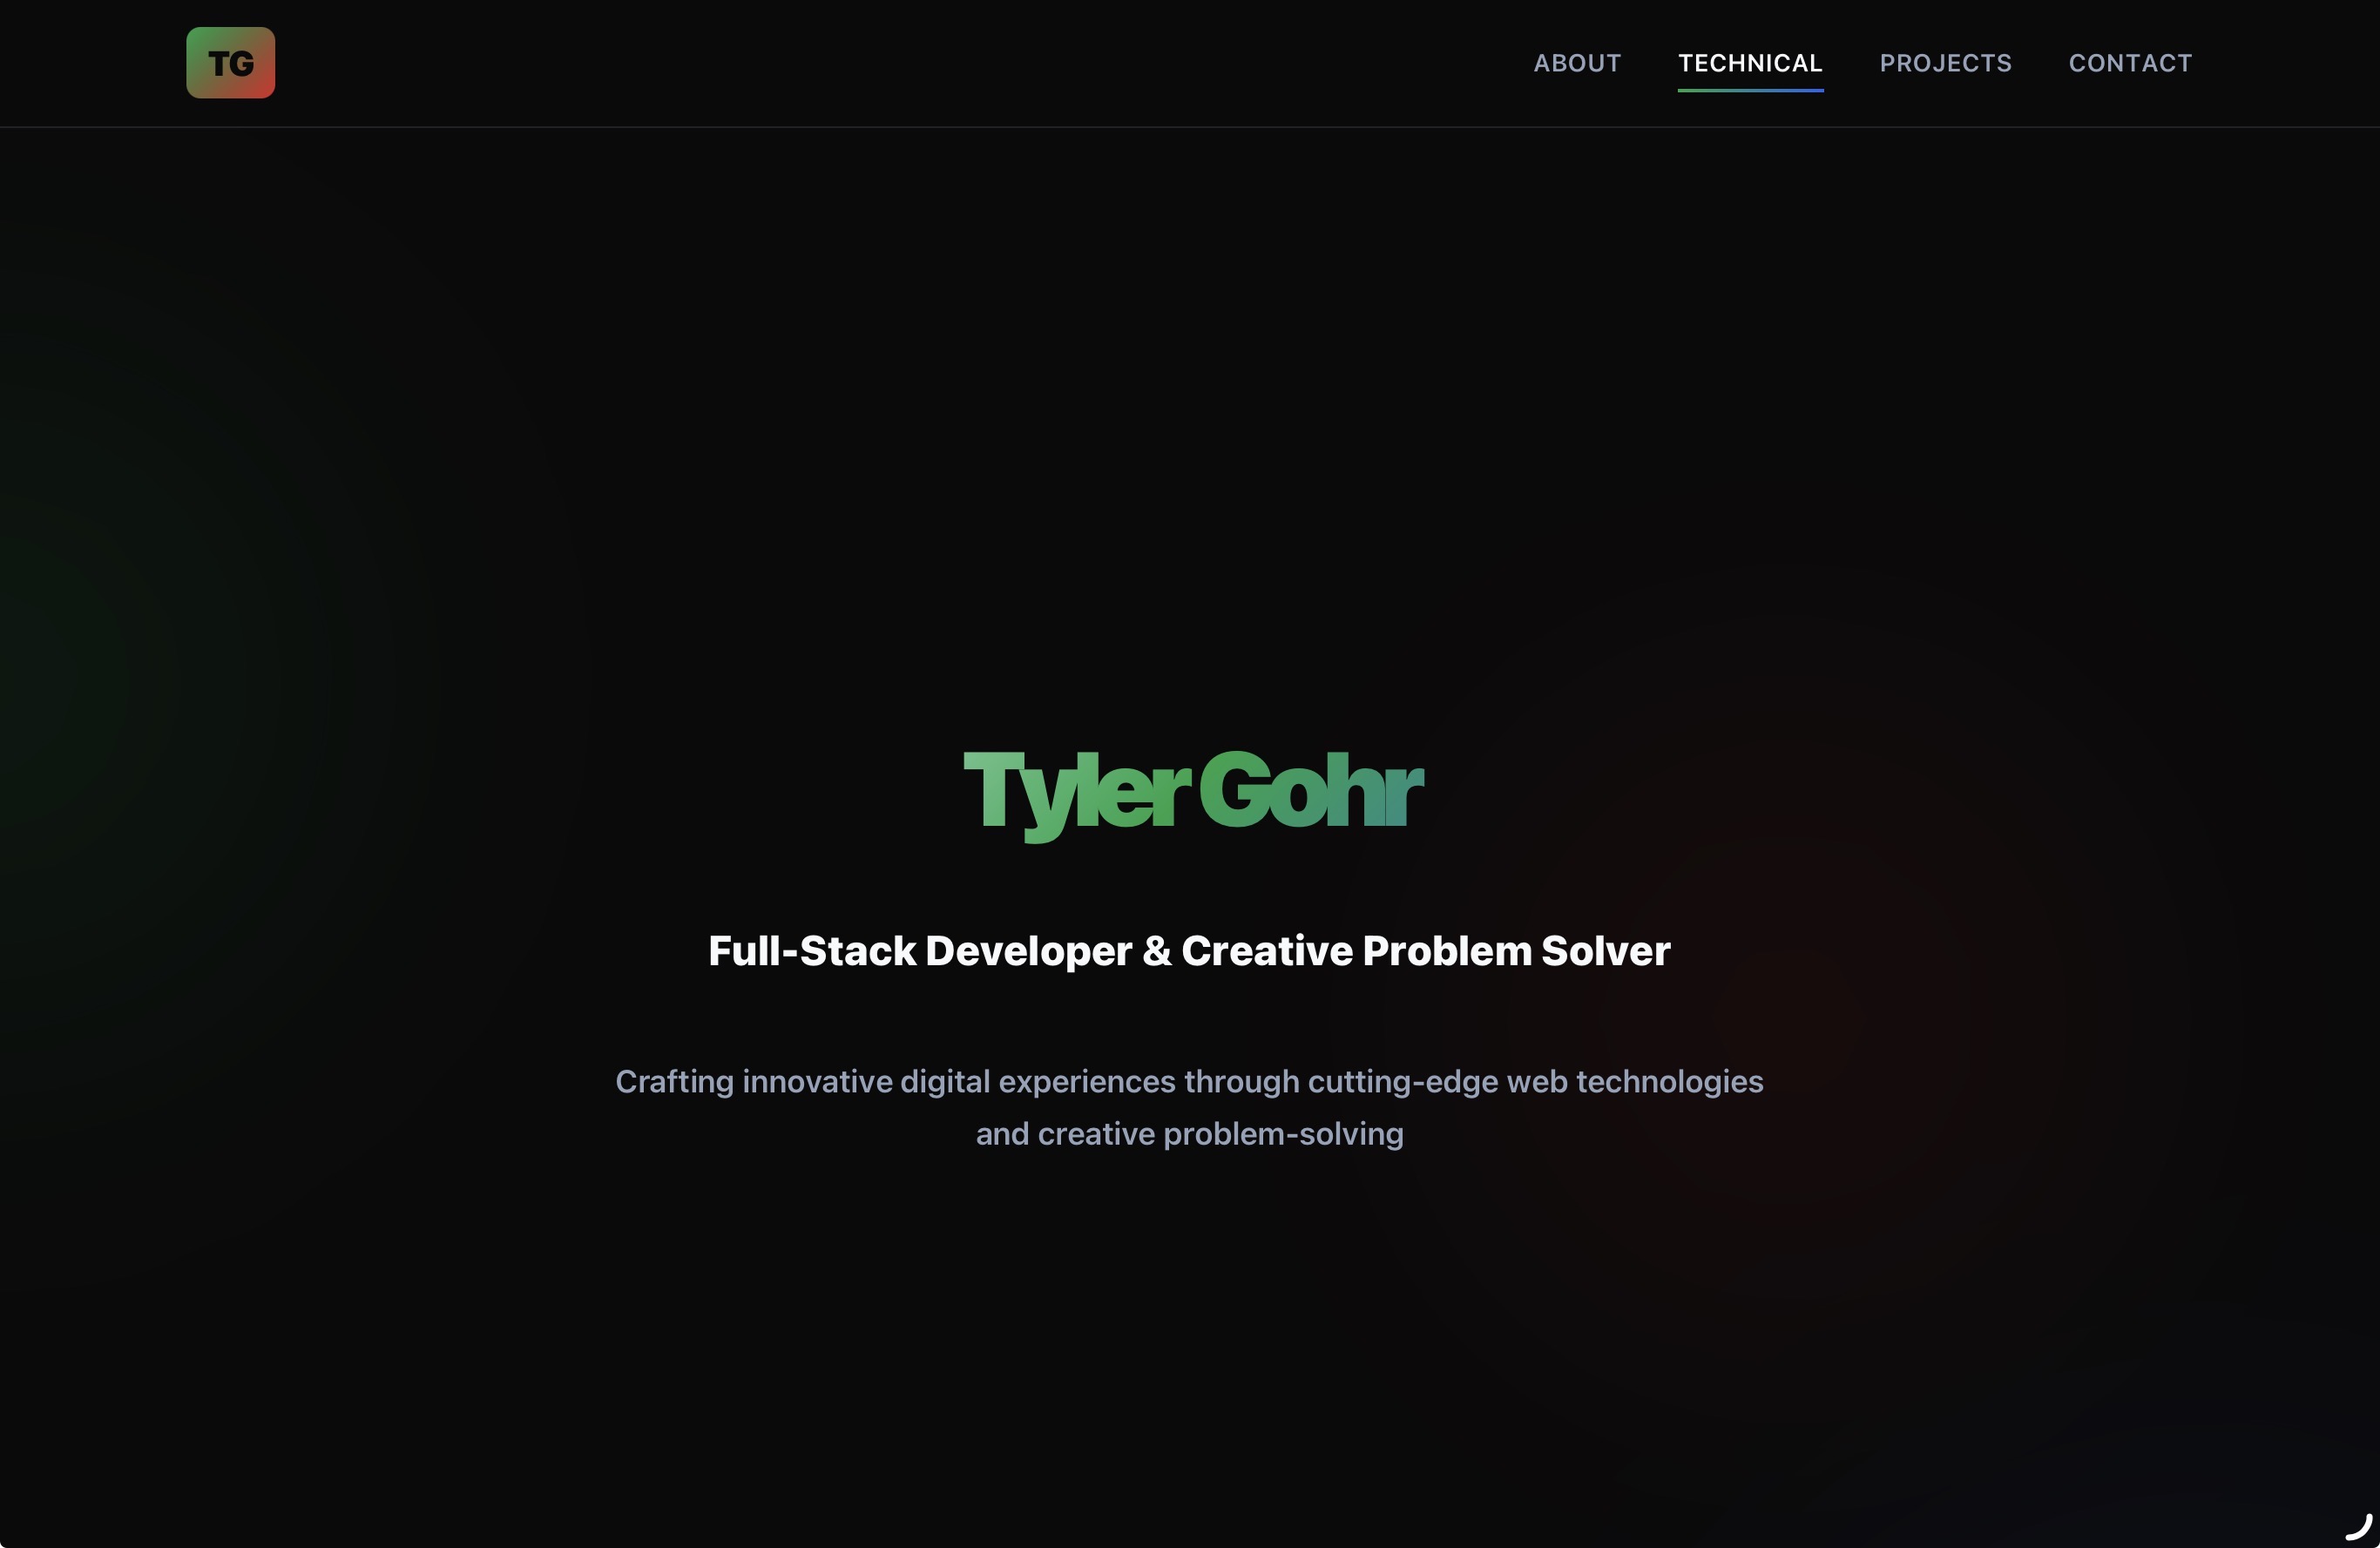 TG
ABOUT
TECHNICAL
PROJECTS
CONTACT
Tyler Gohr
Full-Stack Developer & Creative Problem Solver
Crafting innovative digital experiences through cutting-edge web technologies
and creative problem-solving